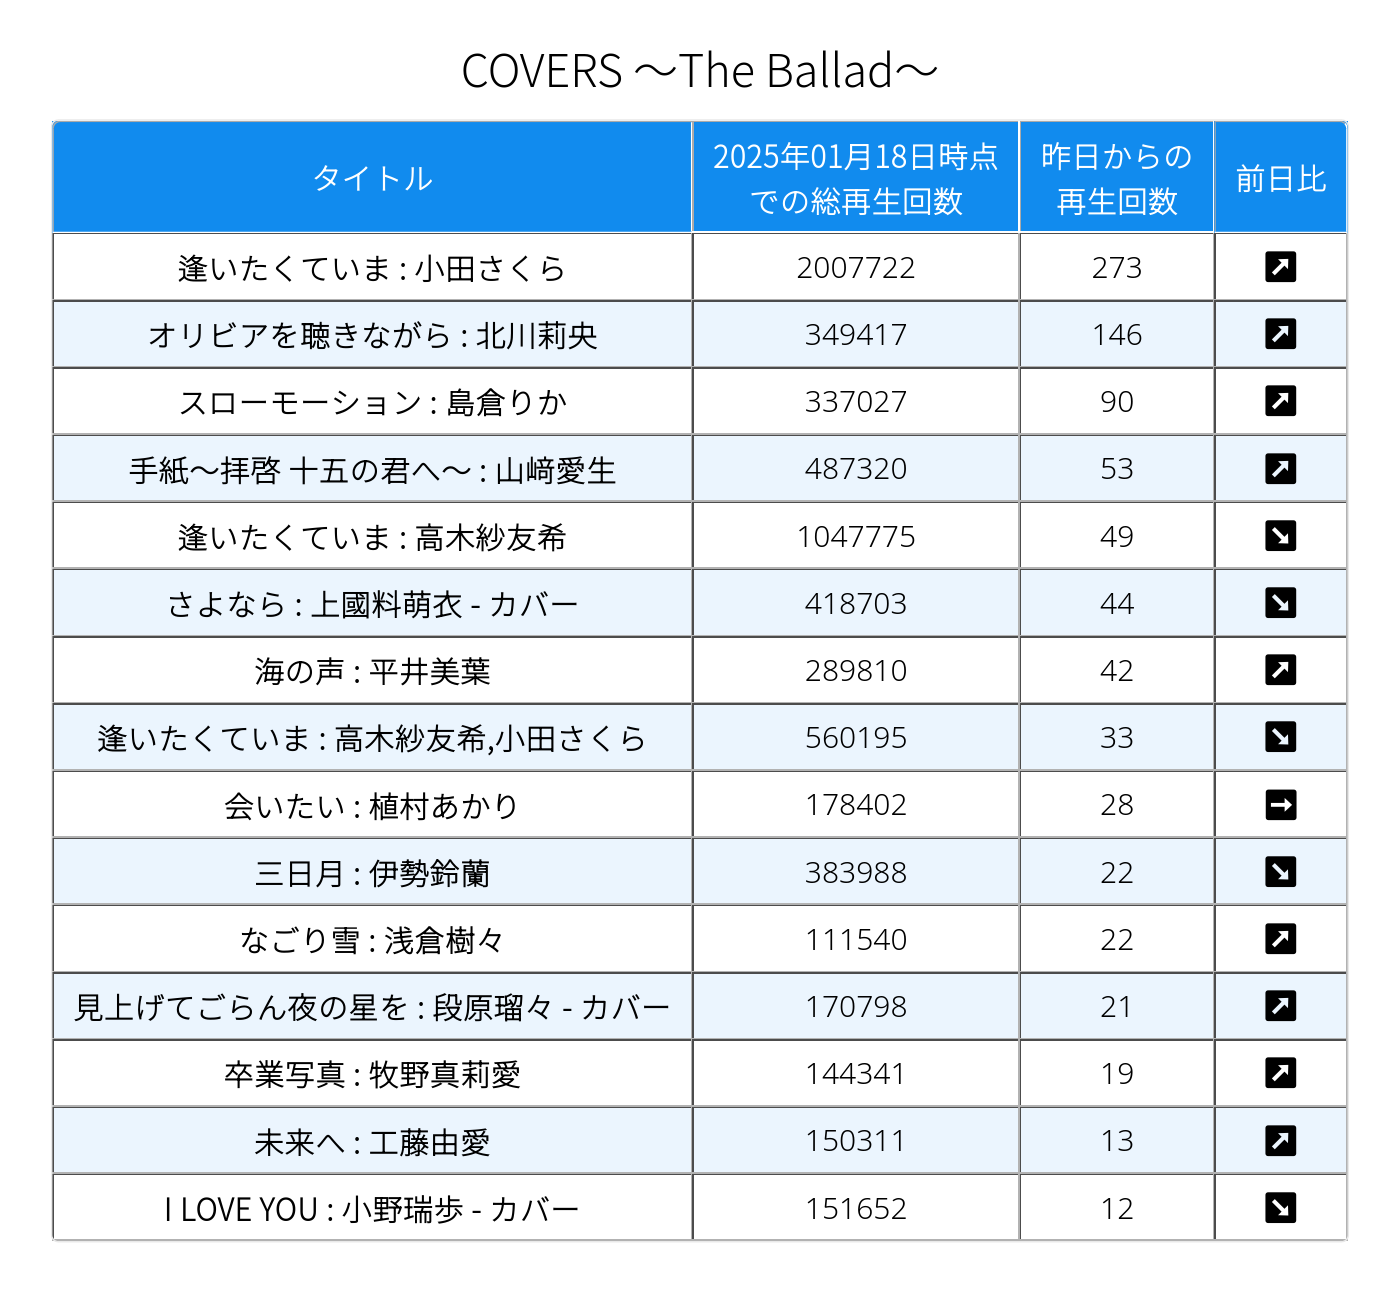 COVERS ～The Ballad～
タイトル
2025年01月18日時点
での総再生回数
昨日からの
再生回数
前日比
逢いたくていま : 小田さくら 2007722 273 ↗
オリビアを聴きながら : 北川莉央 349417 146 ↗
スローモーション : 島倉りか 337027 90 ↗
手紙～拝啓 十五の君へ～ : 山﨑愛生 487320 53 ↗
逢いたくていま : 高木紗友希 1047775 49 ↘
さよなら : 上國料萌衣 - カバー 418703 44 ↘
海の声 : 平井美葉 289810 42 ↗
逢いたくていま : 高木紗友希,小田さくら 560195 33 ↘
会いたい : 植村あかり 178402 28 →
三日月 : 伊勢鈴蘭 383988 22 ↘
なごり雪 : 浅倉樹々 111540 22 ↗
見上げてごらん夜の星を : 段原瑠々 - カバー 170798 21 ↗
卒業写真 : 牧野真莉愛 144341 19 ↗
未来へ : 工藤由愛 150311 13 ↗
I LOVE YOU : 小野瑞歩 - カバー 151652 12 ↘